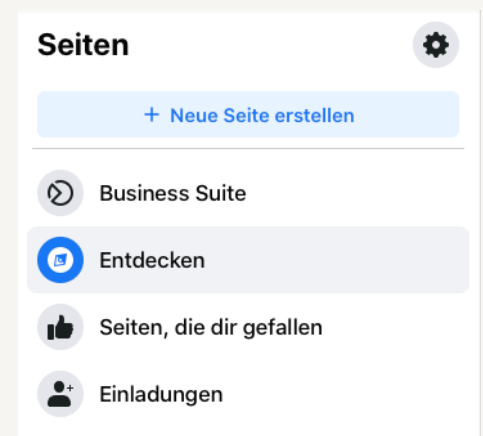 Seiten
+ Neue Seite erstellen
Business Suite
Entdecken
Seiten, die dir gefallen
Einladungen